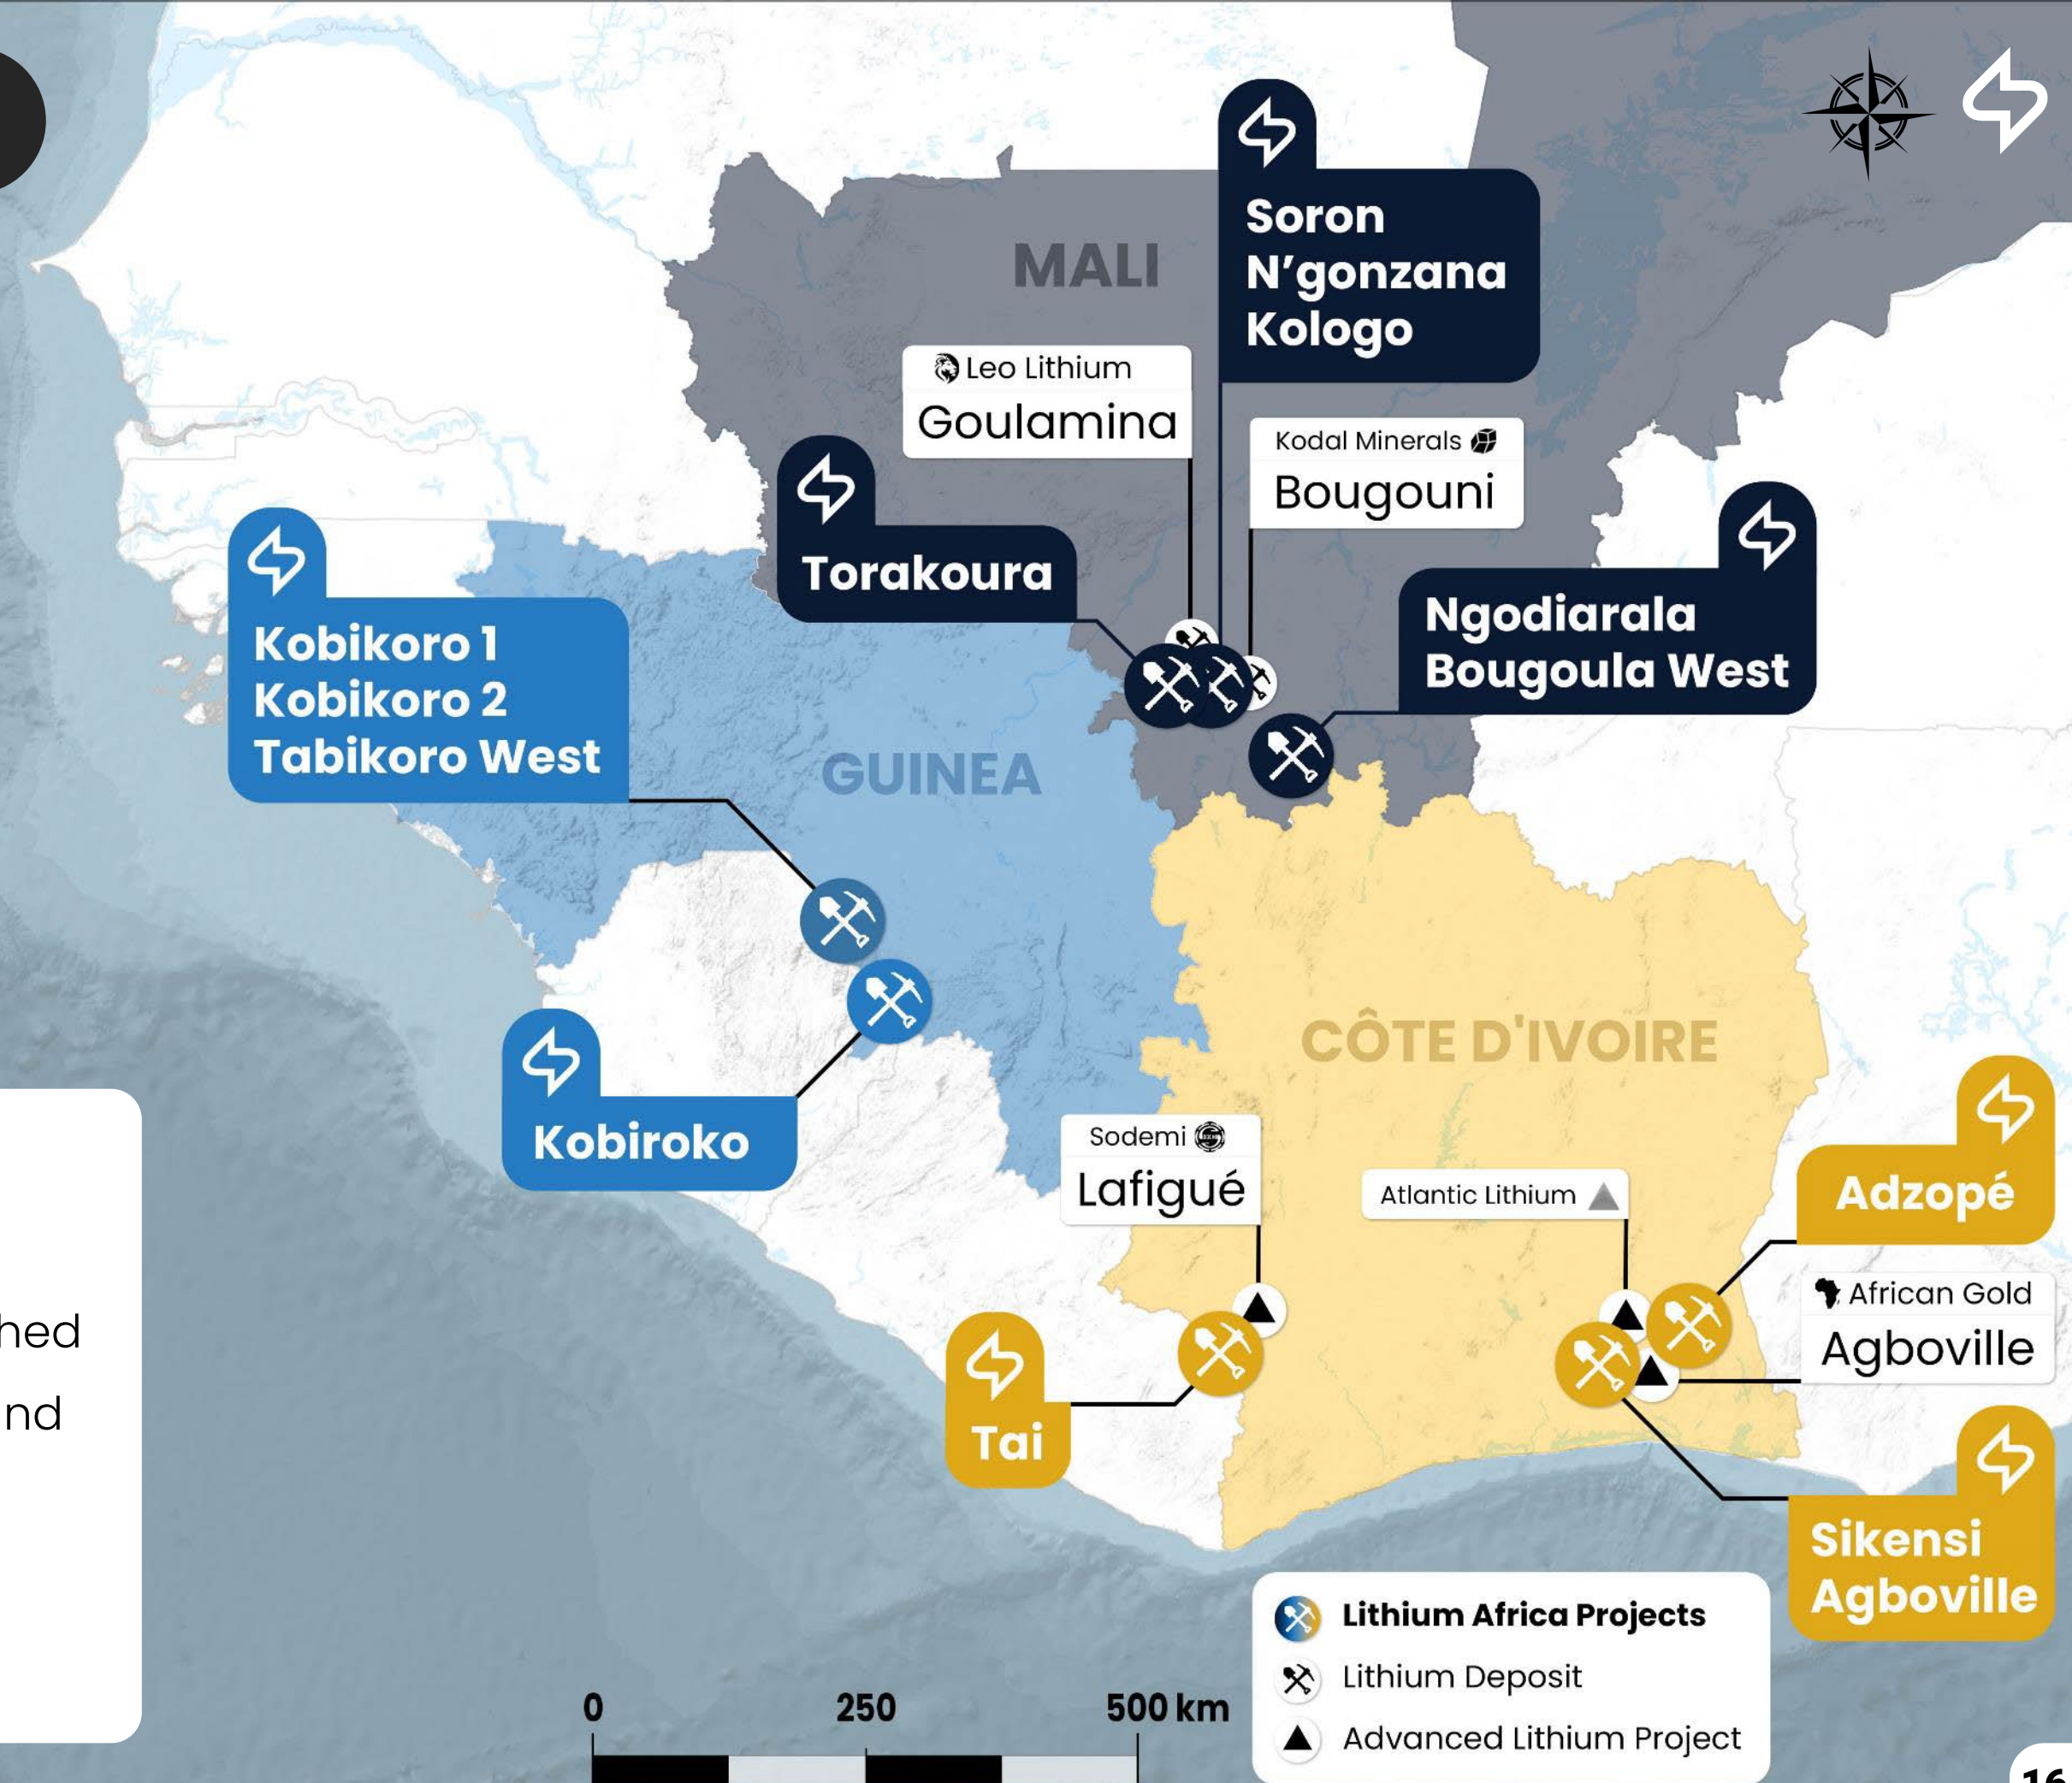 MALI
Soron
N'gonzana
Kologo
Leo Lithium
Goulamina
Kodal Minerals
Bougouni
Torakoura
Ngodiarala
Bougoula West
Kobikoro 1
Kobikoro 2
Tabikoro West
GUINEA
Kobiroko
CÔTE D'IVOIRE
Sodemi
Lafigué
Atlantic Lithium
Adzopé
African Gold
Agboville
Tai
Sikensi
Agboville
hed
nd
Lithium Africa Projects
Lithium Deposit
Advanced Lithium Project
0 250 500 km